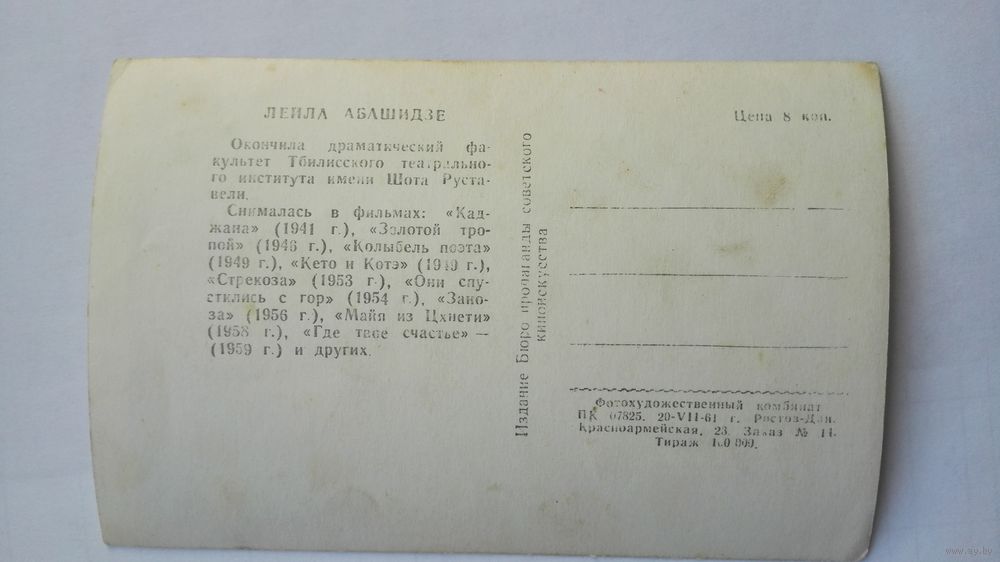 ЛЕЙЛА АБАШИДЗЕ
Окончила драматический фа-
культет Тбилисского театрально-
го института имени Шота Руста-
вели.
Снималась в фильмах: «Кад-
жана» (1941 г.), «Золотой тро-
пой» (1946 г.), «Колыбель поэта»
(1949 г.), «Кето и Котэ» (1949 г.),
«Стрекоза» (1953 г.), «Они спу-
стились с гор» (1954 г.), «Зано-
за» (1956 г.), «Майя из Цхнети»
(1958 г.), «Где твое счастье» —
(1959 г.) и других.
Издание Бюро пропаганды советского
киноискусства
Цена 8 коп.
Фотохудожественный комбинат
ПК 07825. 20-VII-61 г. Ростов-Дон.
Красноармейская, 23. Заказ №
Тираж
www.ay.by